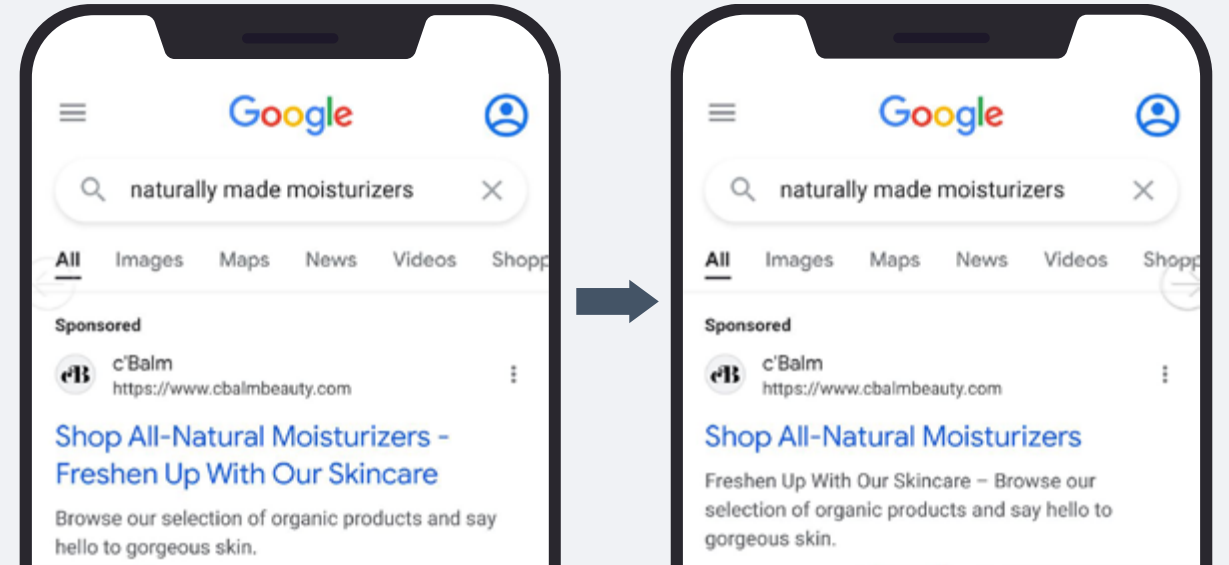 Google
naturally made moisturizers
All Images Maps News Videos Shopp
Sponsored
c'B
c'Balm
https://www.cbalmbeauty.com
Shop All-Natural Moisturizers -
Freshen Up With Our Skincare
Browse our selection of organic products and say
hello to gorgeous skin.
Google
naturally made moisturizers
All Images Maps News Videos Shopp
Sponsored
c'B
c'Balm
https://www.cbalmbeauty.com
Shop All-Natural Moisturizers
Freshen Up With Our Skincare – Browse our
selection of organic products and say hello to
gorgeous skin.